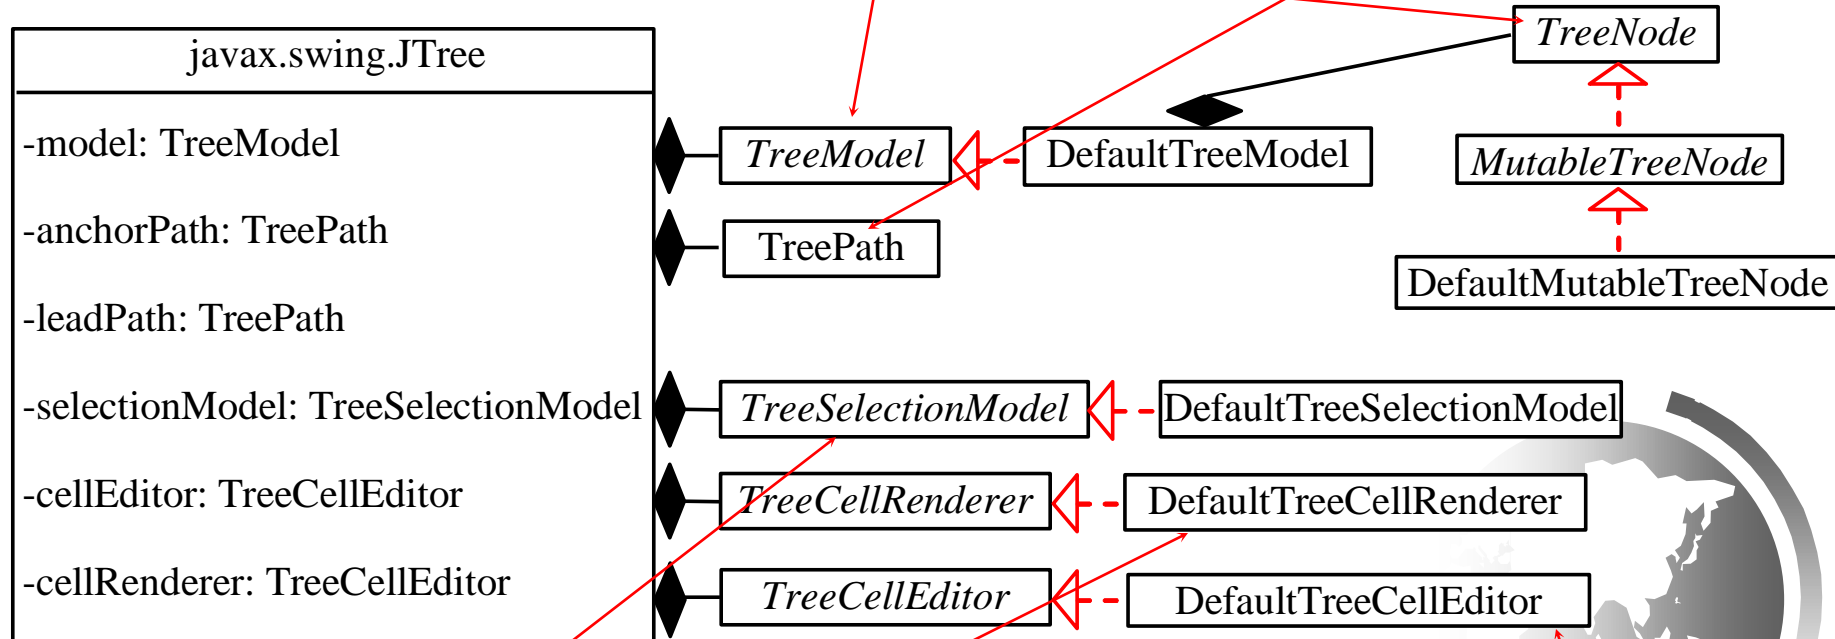 TreeNode
javax.swing.JTree
-model: TreeModel
TreeModel
DefaultTreeModel
MutableTreeNode
-anchorPath: TreePath
TreePath
DefaultMutableTreeNode
-leadPath: TreePath
-selectionModel: TreeSelectionModel
TreeSelectionModel
DefaultTreeSelectionModel
-cellEditor: TreeCellEditor
TreeCellRenderer
DefaultTreeCellRenderer
-cellRenderer: TreeCellEditor
TreeCellEditor
DefaultTreeCellEditor